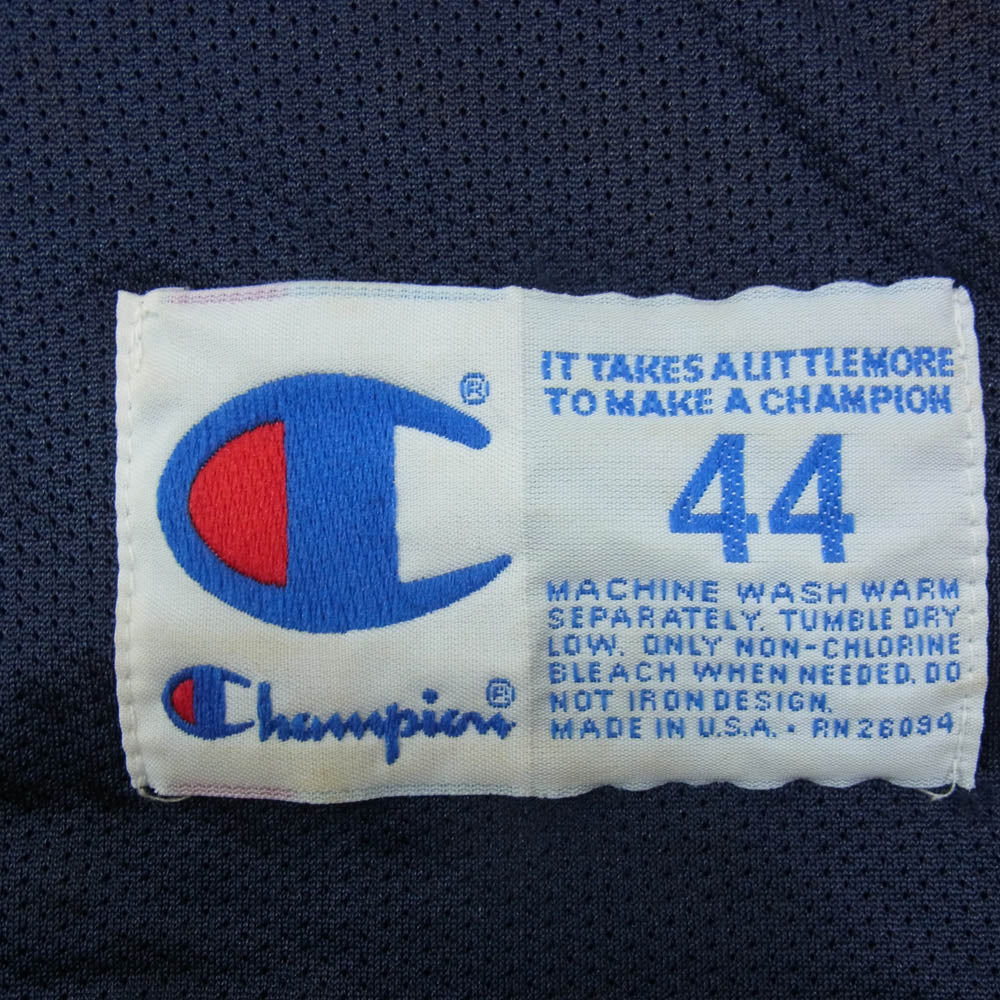 ®
Champion®
IT TAKES A LITTLE MORE
TO MAKE A CHAMPION
44
MACHINE WASH WARM
SEPARATELY. TUMBLE DRY
LOW. ONLY NON-CHLORINE
BLEACH WHEN NEEDED. DO
NOT IRON DESIGN.
MADE IN U.S.A. • RN 26094